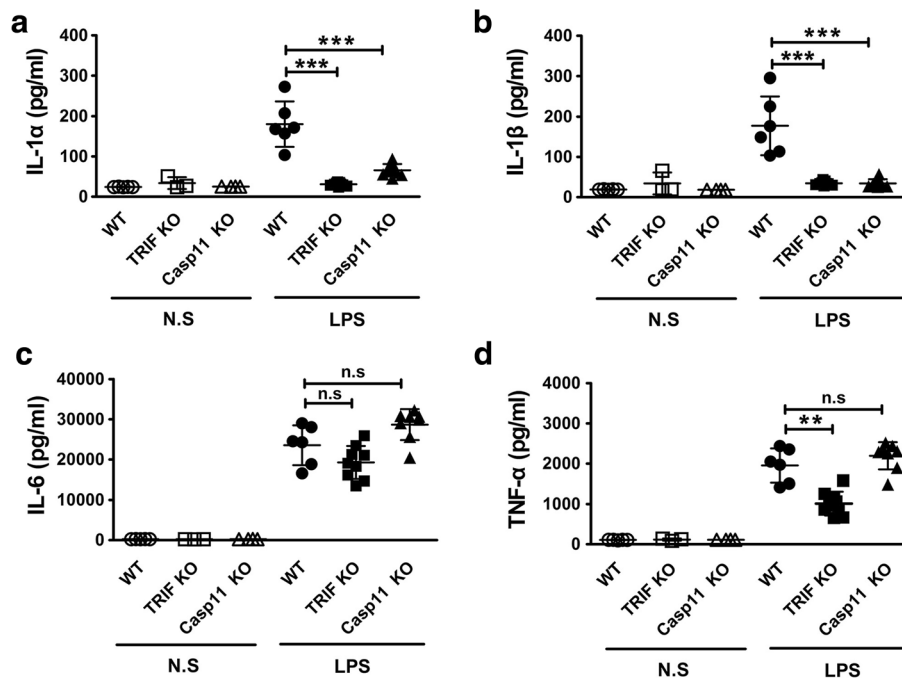 a
IL-1α (pg/ml)
400
300
200
100
0
***
***
WT
TRIF KO
Casp11 KO
WT
TRIF KO
Casp11 KO
N.S
LPS
b
IL-1β (pg/ml)
400
300
200
100
0
***
***
WT
TRIF KO
Casp11 KO
WT
TRIF KO
Casp11 KO
N.S
LPS
c
IL-6 (pg/ml)
40000
30000
20000
10000
0
n.s
n.s
WT
TRIF KO
Casp11 KO
WT
TRIF KO
Casp11 KO
N.S
LPS
d
TNF-α (pg/ml)
4000
3000
2000
1000
0
n.s
**
WT
TRIF KO
Casp11 KO
WT
TRIF KO
Casp11 KO
N.S
LPS